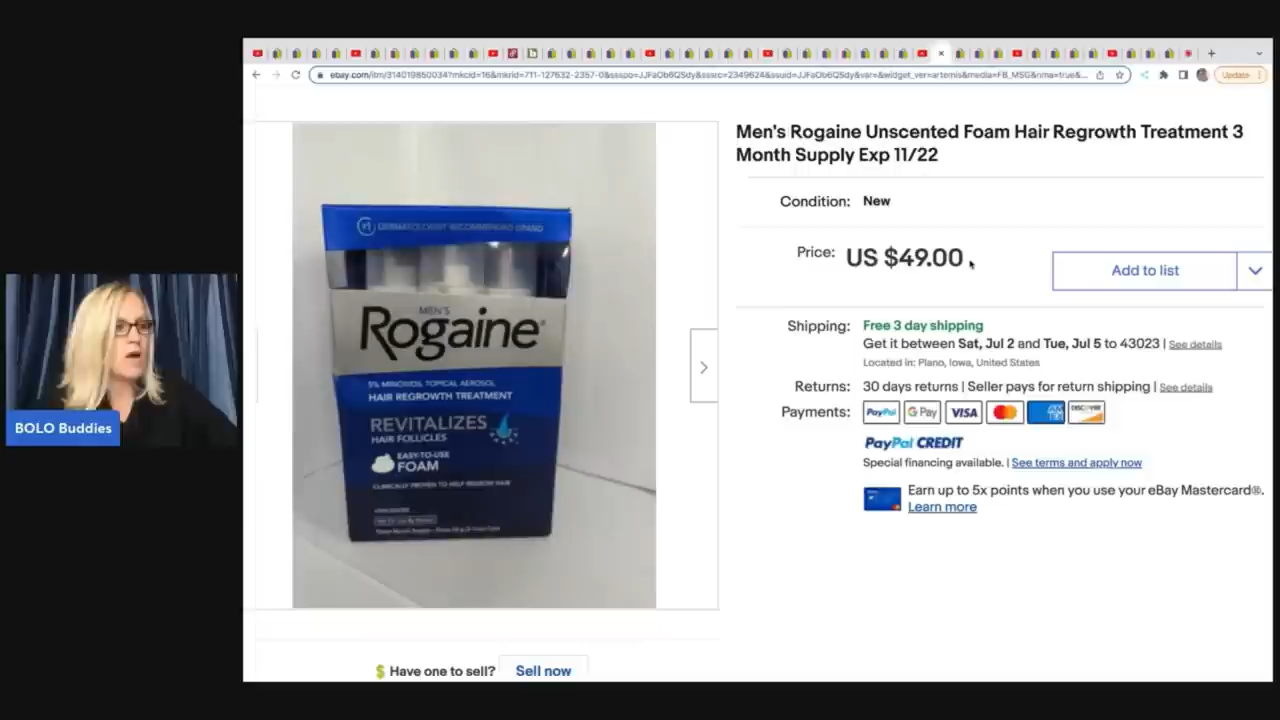 ebay.com/itm/314019850034?mkcid=16&mkrid=711-127632-2357-0&ssspo=JJFaOb6QSdy&sssrc=2349624&ssuid=JJFaOb6QSdy&var=&widget_ver=artemis&media=FB_MSG&nma=true&...
Update
#1 DERMATOLOGIST RECOMMENDED BRAND
MEN'S
Rogaine
5% MINOXIDIL TOPICAL AEROSOL
HAIR REGROWTH TREATMENT
REVITALIZES
HAIR FOLLICLES
EASY-TO-USE
FOAM
CLINICALLY PROVEN TO HELP REGROW HAIR
UNSCENTED
Men's Rogaine Unscented Foam Hair Regrowth Treatment 3
Month Supply Exp 11/22
Condition: New
Price: US $49.00
Add to list
Shipping: Free 3 day shipping
Get it between Sat, Jul 2 and Tue, Jul 5 to 43023 | See details
Located in: Plano, Iowa, United States
Returns: 30 days returns | Seller pays for return shipping | See details
Payments: PayPal G Pay VISA MasterCard AM EX DISCOVER
PayPal CREDIT
Special financing available. | See terms and apply now
Earn up to 5x points when you use your eBay Mastercard®.
Learn more
Have one to sell? Sell now
BOLO Buddies